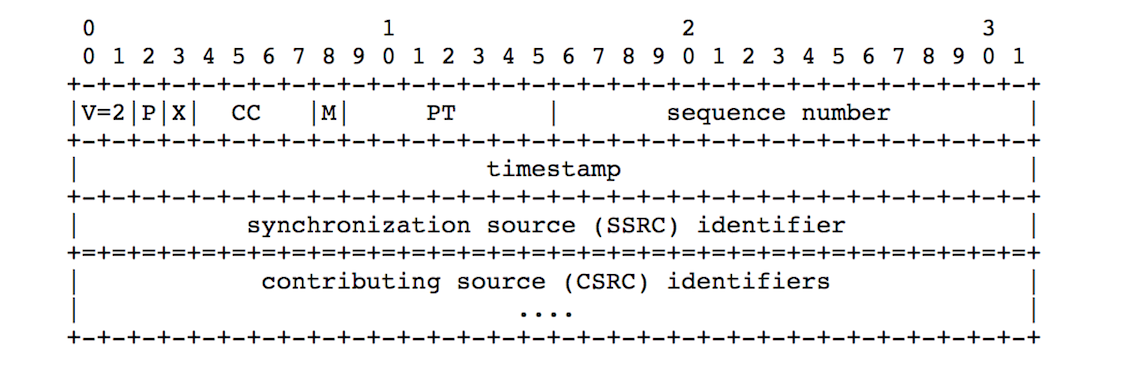 0                   1                   2                   3
 0 1 2 3 4 5 6 7 8 9 0 1 2 3 4 5 6 7 8 9 0 1 2 3 4 5 6 7 8 9 0 1
+-+-+-+-+-+-+-+-+-+-+-+-+-+-+-+-+-+-+-+-+-+-+-+-+-+-+-+-+-+-+-+-+
|V=2|P|X|  CC   |M|     PT      |       sequence number         |
+-+-+-+-+-+-+-+-+-+-+-+-+-+-+-+-+-+-+-+-+-+-+-+-+-+-+-+-+-+-+-+-+
|                           timestamp                           |
+-+-+-+-+-+-+-+-+-+-+-+-+-+-+-+-+-+-+-+-+-+-+-+-+-+-+-+-+-+-+-+-+
|           synchronization source (SSRC) identifier            |
+=+=+=+=+=+=+=+=+=+=+=+=+=+=+=+=+=+=+=+=+=+=+=+=+=+=+=+=+=+=+=+=+
|            contributing source (CSRC) identifiers             |
|                             ....                              |
+-+-+-+-+-+-+-+-+-+-+-+-+-+-+-+-+-+-+-+-+-+-+-+-+-+-+-+-+-+-+-+-+